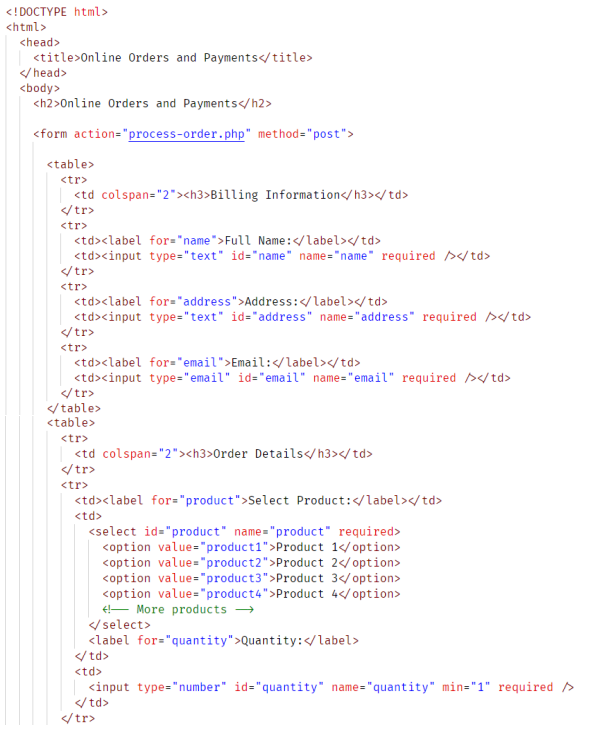 <!DOCTYPE html>
<html>
<head>
<title>Online Orders and Payments</title>
</head>
<body>
<h2>Online Orders and Payments</h2>
<form action="process-order.php" method="post">
<table>
<tr>
<td colspan="2"><h3>Billing Information</h3></td>
</tr>
<tr>
<td><label for="name">Full Name:</label></td>
<td><input type="text" id="name" name="name" required /></td>
</tr>
<tr>
<td><label for="address">Address:</label></td>
<td><input type="text" id="address" name="address" required /></td>
</tr>
<tr>
<td><label for="email">Email:</label></td>
<td><input type="email" id="email" name="email" required /></td>
</tr>
</table>
<table>
<tr>
<td colspan="2"><h3>Order Details</h3></td>
</tr>
<tr>
<td><label for="product">Select Product:</label></td>
<td>
<select id="product" name="product" required>
<option value="product1">Product 1</option>
<option value="product2">Product 2</option>
<option value="product3">Product 3</option>
<option value="product4">Product 4</option>
<!-- More products -->
</select>
<label for="quantity">Quantity:</label>
</td>
<td>
<input type="number" id="quantity" name="quantity" min="1" required />
</td>
</tr>